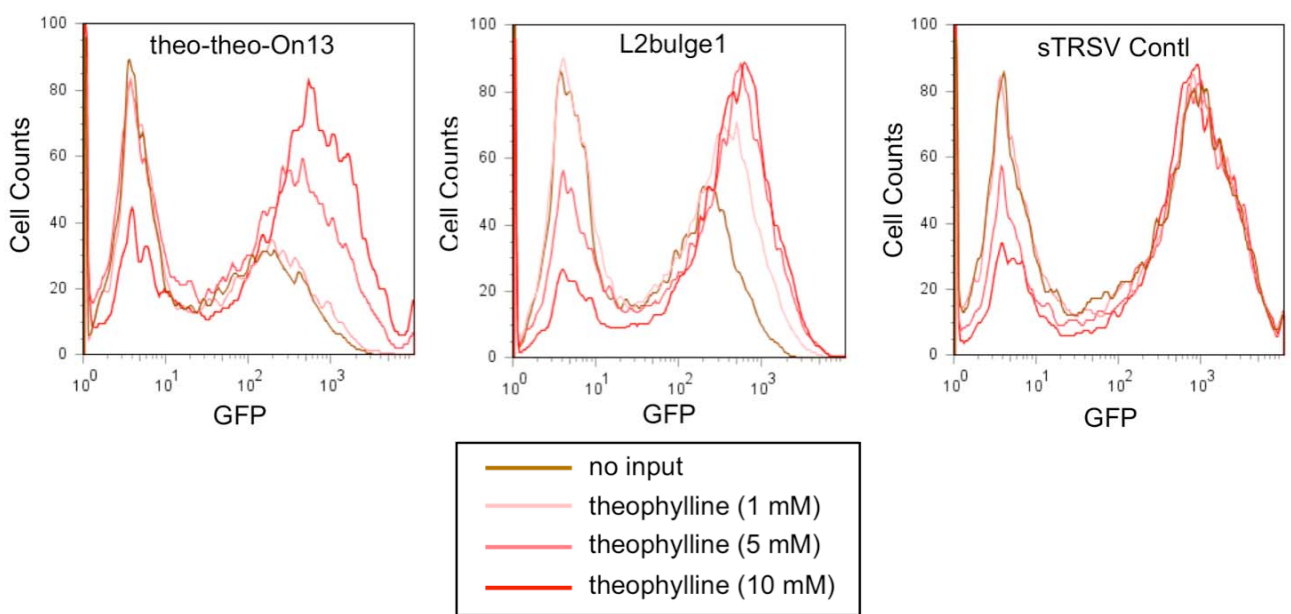 theo-theo-On13
100
80
60
40
20
0
Cell Counts
10^0 10^1 10^2 10^3
GFP
L2bulge1
100
80
60
40
20
0
Cell Counts
10^0 10^1 10^2 10^3
GFP
sTRSV Contl
100
80
60
40
20
0
Cell Counts
10^0 10^1 10^2 10^3
GFP
no input
theophylline (1 mM)
theophylline (5 mM)
theophylline (10 mM)